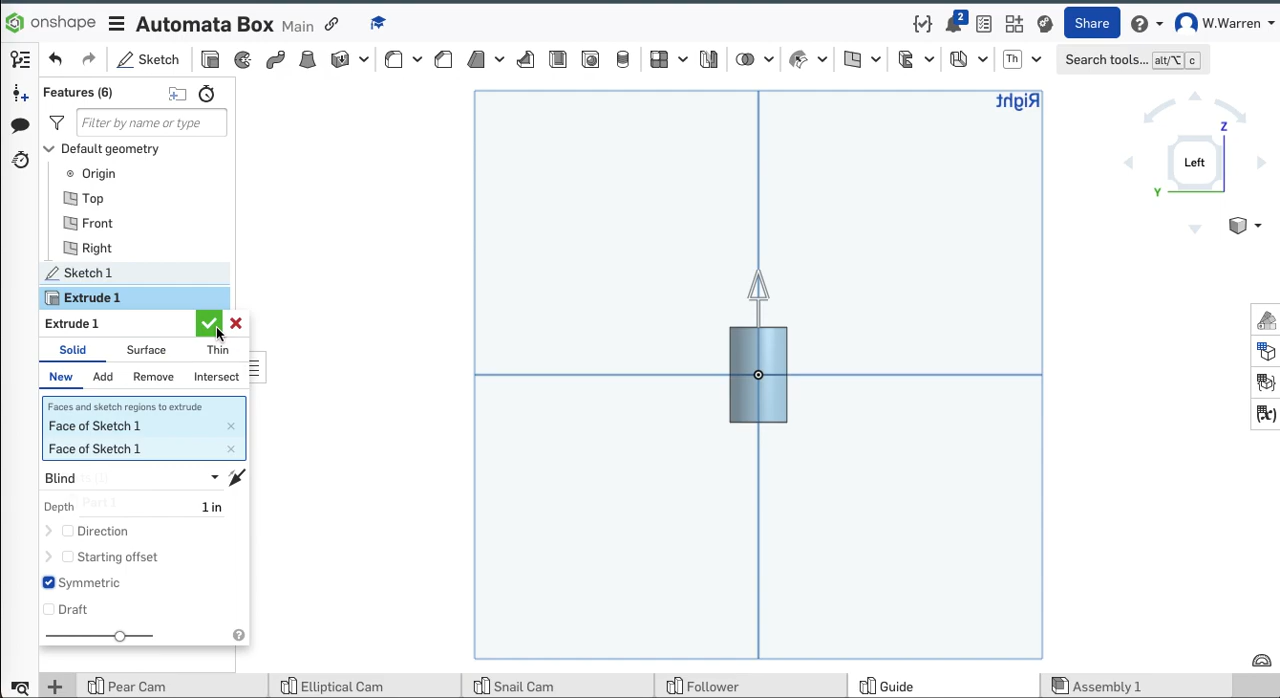 onshape Automata Box Main 2 Share W.Warren
Sketch Th Search tools... alt/⌥ c
Features (6)
Filter by name or type
Default geometry
Origin
Top
Front
Right
Sketch 1
Extrude 1
Extrude 1
Solid Surface Thin
New Add Remove Intersect
Faces and sketch regions to extrude
Face of Sketch 1
Face of Sketch 1
Blind
Depth 1 in
Direction
Starting offset
Symmetric
Draft
Right
Z
Left
Y
Pear Cam Elliptical Cam Snail Cam Follower Guide Assembly 1